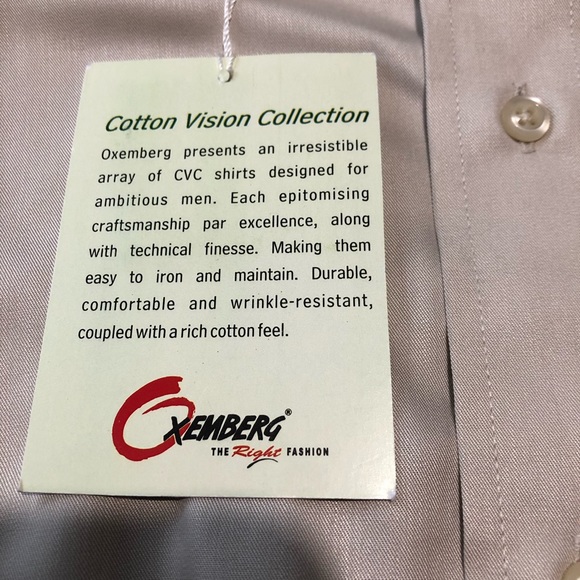 Cotton Vision Collection
Oxemberg presents an irresistible
array of CVC shirts designed for
ambitious men. Each epitomising
craftsmanship par excellence, along
with technical finesse. Making them
easy to iron and maintain. Durable,
comfortable and wrinkle-resistant,
coupled with a rich cotton feel.
OXEMBERG®
THE Right FASHION